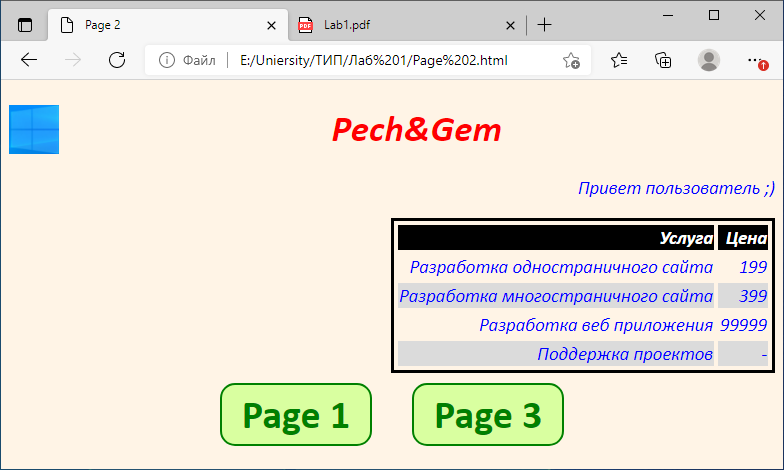 Page 2
PDF
Lab1.pdf
Файл
E:/Uniersity/ТИП/Лаб%201/Page%202.html
Pech&Gem
Привет пользователь ;)
Услуга Цена
Разработка одностраничного сайта 199
Разработка многостраничного сайта 399
Разработка веб приложения 99999
Поддержка проектов -
Page 1
Page 3